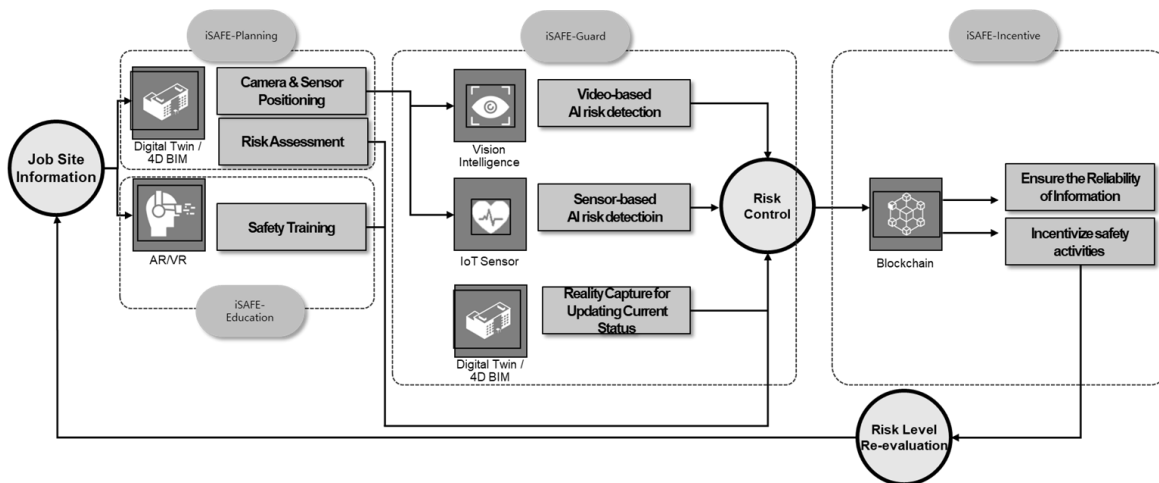 iSAFE-Planning
iSAFE-Guard
iSAFE-Incentive
Camera & Sensor
Positioning
Risk Assessment
Digital Twin /
4D BIM
Job Site
Information
Safety Training
AR/VR
iSAFE-
Education
Vision
Intelligence
Video-based
AI risk detection
IoT Sensor
Sensor-based
AI risk detectioin
Digital Twin /
4D BIM
Reality Capture for
Updating Current
Status
Risk
Control
Blockchain
Ensure the Reliability
of Information
Incentivize safety
activities
Risk Level
Re-evaluation